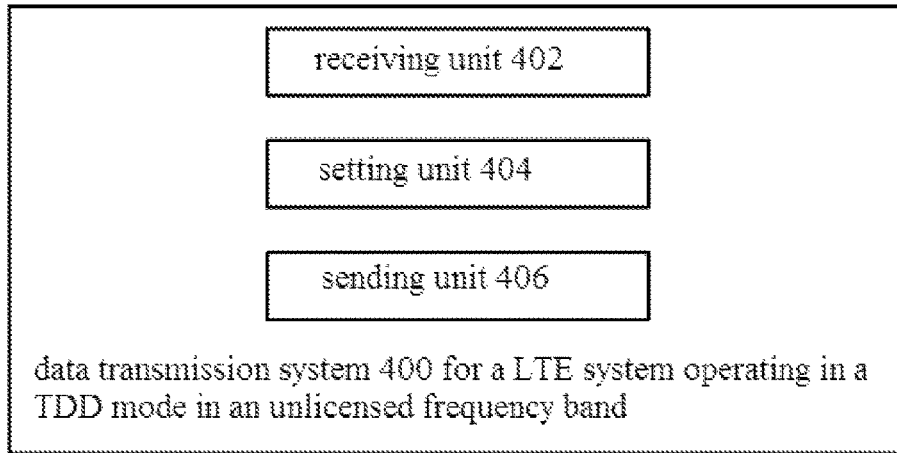 receiving unit 402
setting unit 404
sending unit 406
data transmission system 400 for a LTE system operating in a
TDD mode in an unlicensed frequency band